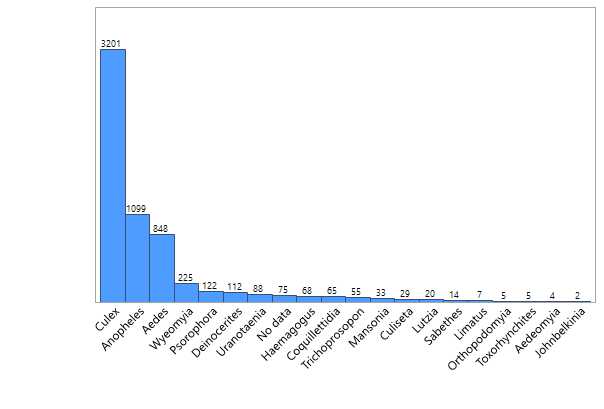 3201
1099
848
225
122
112
88
75
68
65
55
33
29
20
14
7
5
5
4
2
Culex
Anopheles
Aedes
Wyeomyia
Psorophora
Deinocerites
Uranotaenia
No data
Haemagogus
Coquillettidia
Trichoprosopon
Mansonia
Culiseta
Lutzia
Sabethes
Limatus
Orthopodomyia
Toxorhynchites
Aedeomyia
Johnbelkinia